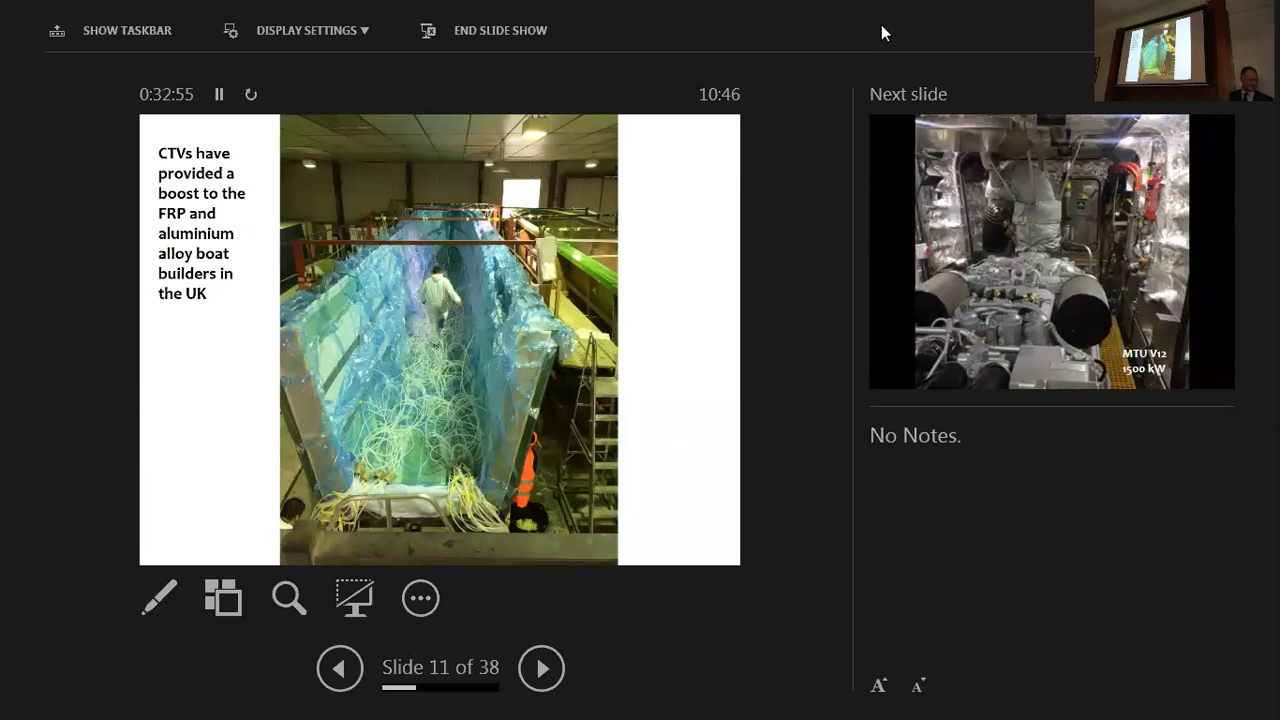 SHOW TASKBAR
DISPLAY SETTINGS
END SLIDE SHOW
0:32:55
10:46
CTVs have
provided a
boost to the
FRP and
aluminium
alloy boat
builders in
the UK
Next slide
MTU V12
1500 kW
No Notes.
Slide 11 of 38
A
A